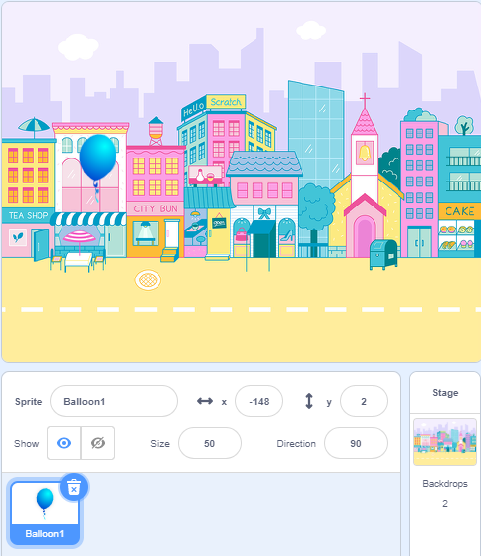 Hello Scratch
TEA SHOP
CITY BUN
CAKE
Sprite Balloon1 x -148 y 2
Show Size 50 Direction 90
Stage
Backdrops
2
Balloon1